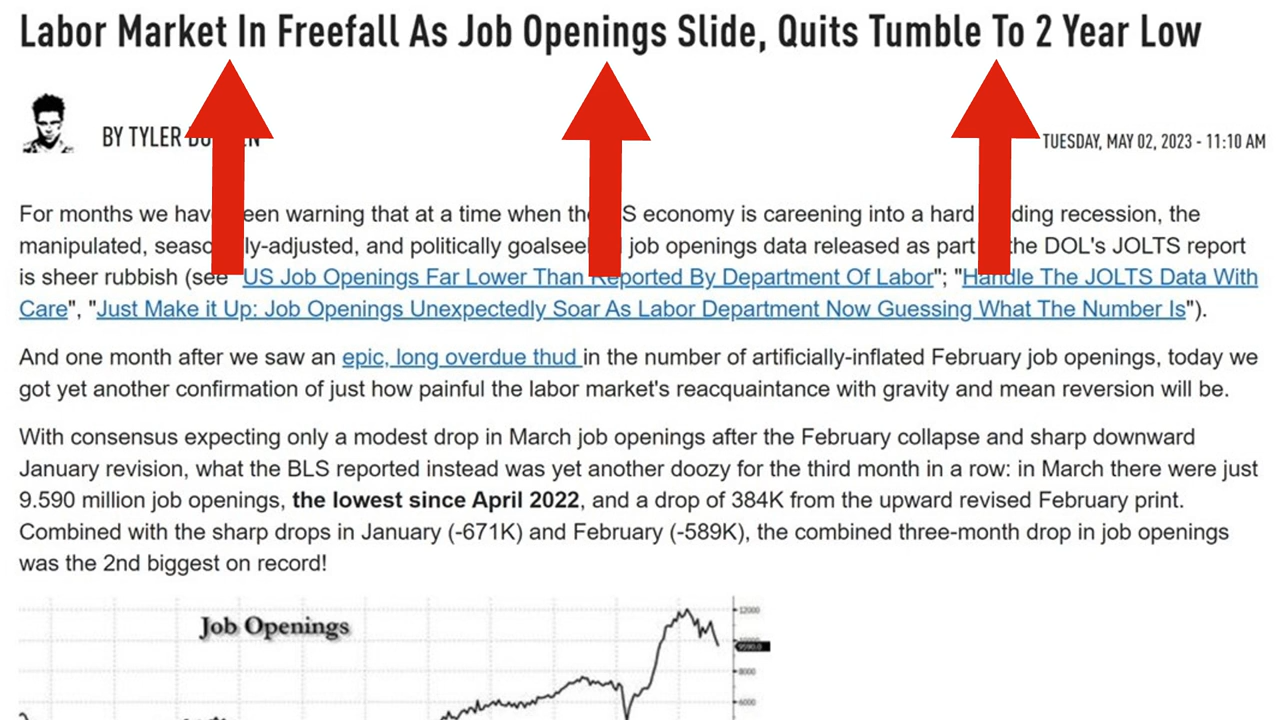 Labor Market In Freefall As Job Openings Slide, Quits Tumble To 2 Year Low
BY TYLER
TUESDAY, MAY 02, 2023 - 11:10 AM
For months we have been warning that at a time when the US economy is careening into a hard landing recession, the
manipulated, seasonally-adjusted, and politically goalseeked job openings data released as part of the DOL's JOLTS report
is sheer rubbish (see "US Job Openings Far Lower Than Reported By Department Of Labor"; "Handle The JOLTS Data With
Care", "Just Make it Up: Job Openings Unexpectedly Soar As Labor Department Now Guessing What The Number Is").
And one month after we saw an epic, long overdue thud in the number of artificially-inflated February job openings, today we
got yet another confirmation of just how painful the labor market's reacquaintance with gravity and mean reversion will be.
With consensus expecting only a modest drop in March job openings after the February collapse and sharp downward
January revision, what the BLS reported instead was yet another doozy for the third month in a row: in March there were just
9.590 million job openings, the lowest since April 2022, and a drop of 384K from the upward revised February print.
Combined with the sharp drops in January (-671K) and February (-589K), the combined three-month drop in job openings
was the 2nd biggest on record!
Job Openings
12000
8000
6000